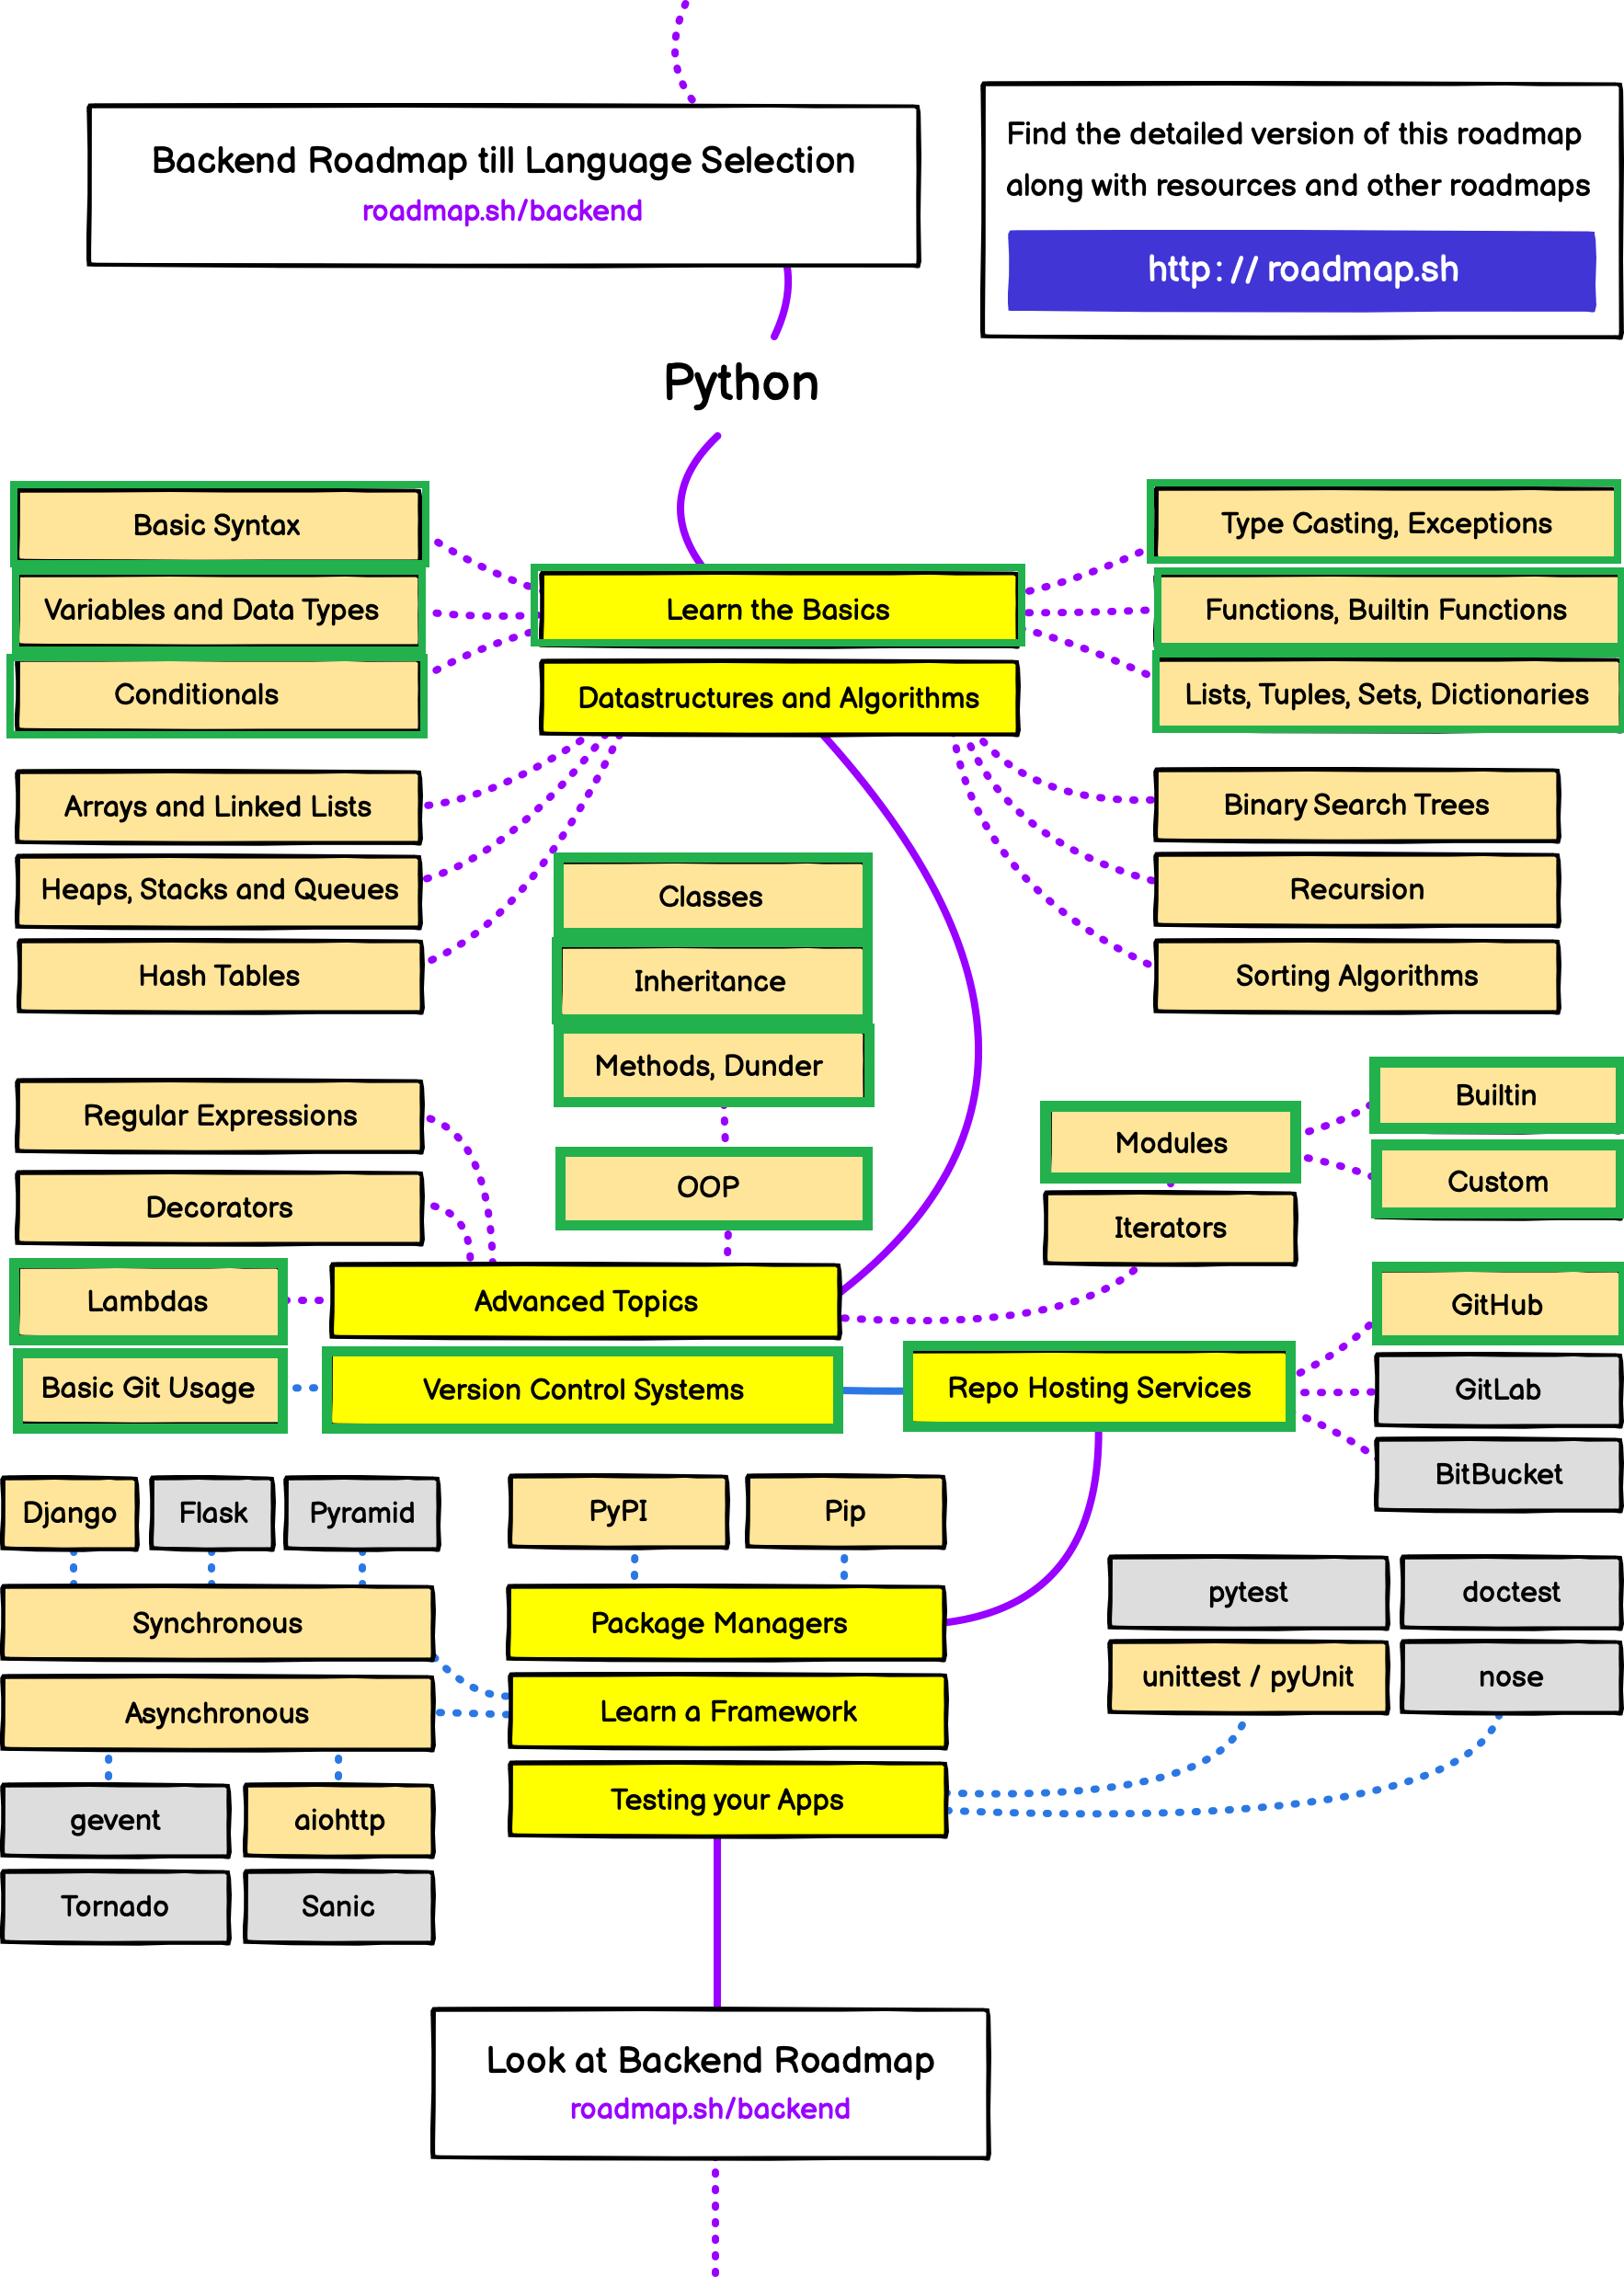 Backend Roadmap till Language Selection
roadmap.sh/backend
Find the detailed version of this roadmap
along with resources and other roadmaps
http://roadmap.sh
Python
Basic Syntax
Variables and Data Types
Conditionals
Learn the Basics
Datastructures and Algorithms
Type Casting, Exceptions
Functions, Builtin Functions
Lists, Tuples, Sets, Dictionaries
Arrays and Linked Lists
Heaps, Stacks and Queues
Hash Tables
Classes
Inheritance
Methods, Dunder
OOP
Binary Search Trees
Recursion
Sorting Algorithms
Regular Expressions
Decorators
Lambdas
Advanced Topics
Modules
Iterators
Builtin
Custom
Basic Git Usage
Version Control Systems
Repo Hosting Services
GitHub
GitLab
BitBucket
Django
Flask
Pyramid
Synchronous
Asynchronous
gevent
aiohttp
Tornado
Sanic
PyPI
Pip
Package Managers
Learn a Framework
Testing your Apps
pytest
doctest
unittest / pyUnit
nose
Look at Backend Roadmap
roadmap.sh/backend